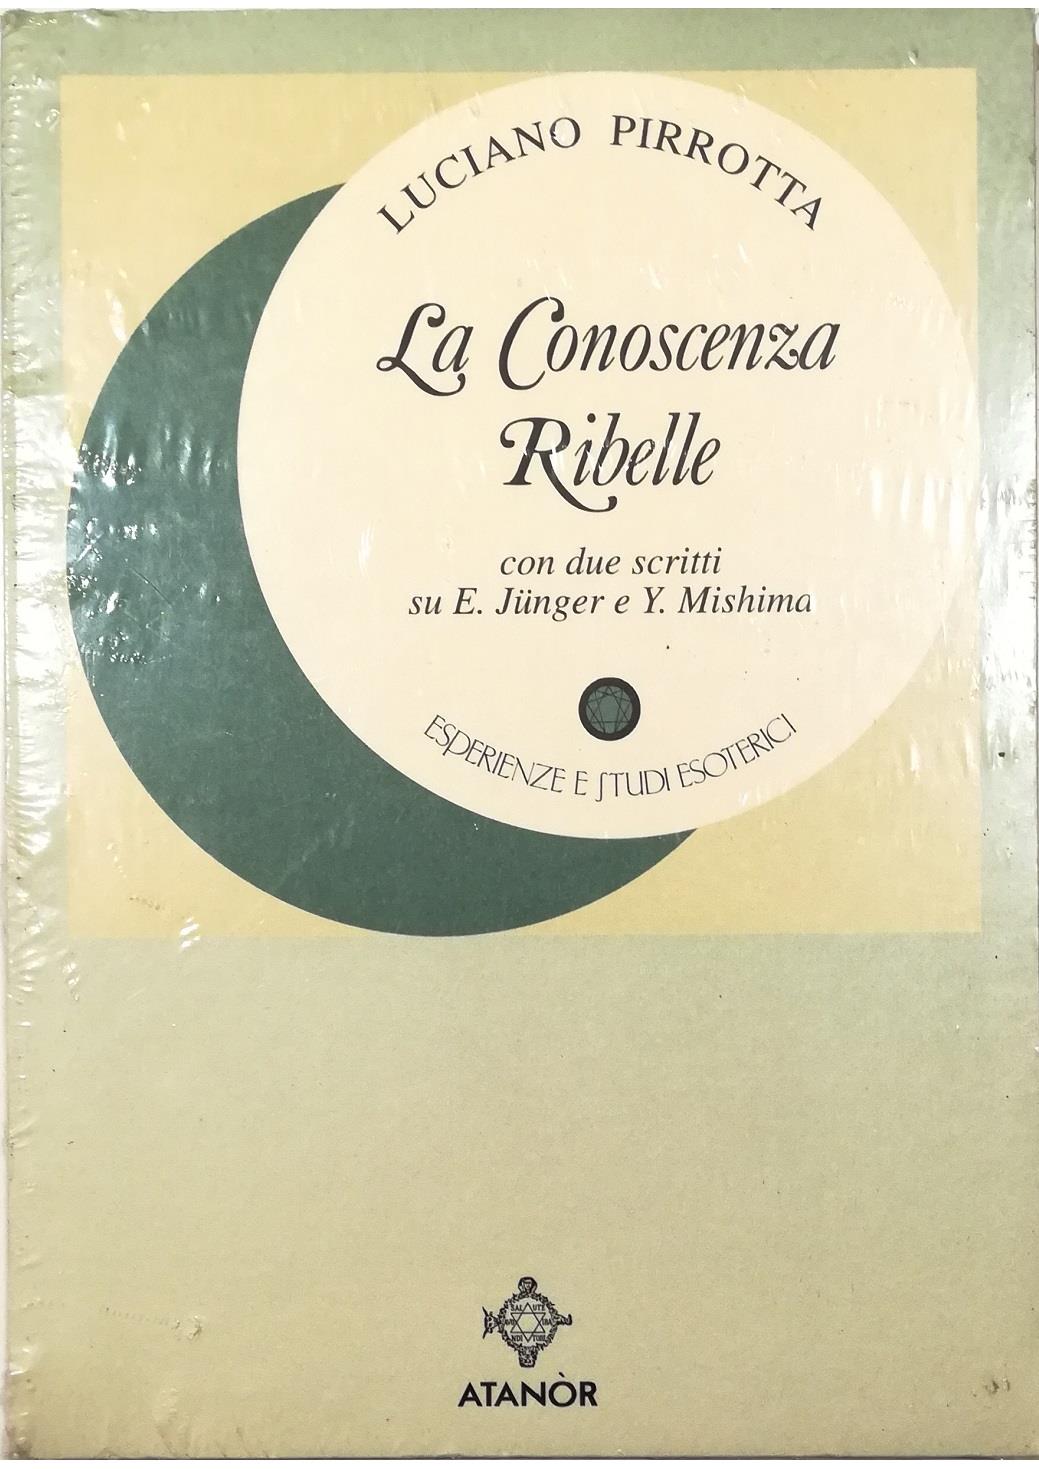 LUCIANO PIRROTTA
La Conoscenza
Ribelle
con due scritti
su E. Jünger e Y. Mishima
ESPERIENZE E STUDI ESOTERICI
ATANÒR